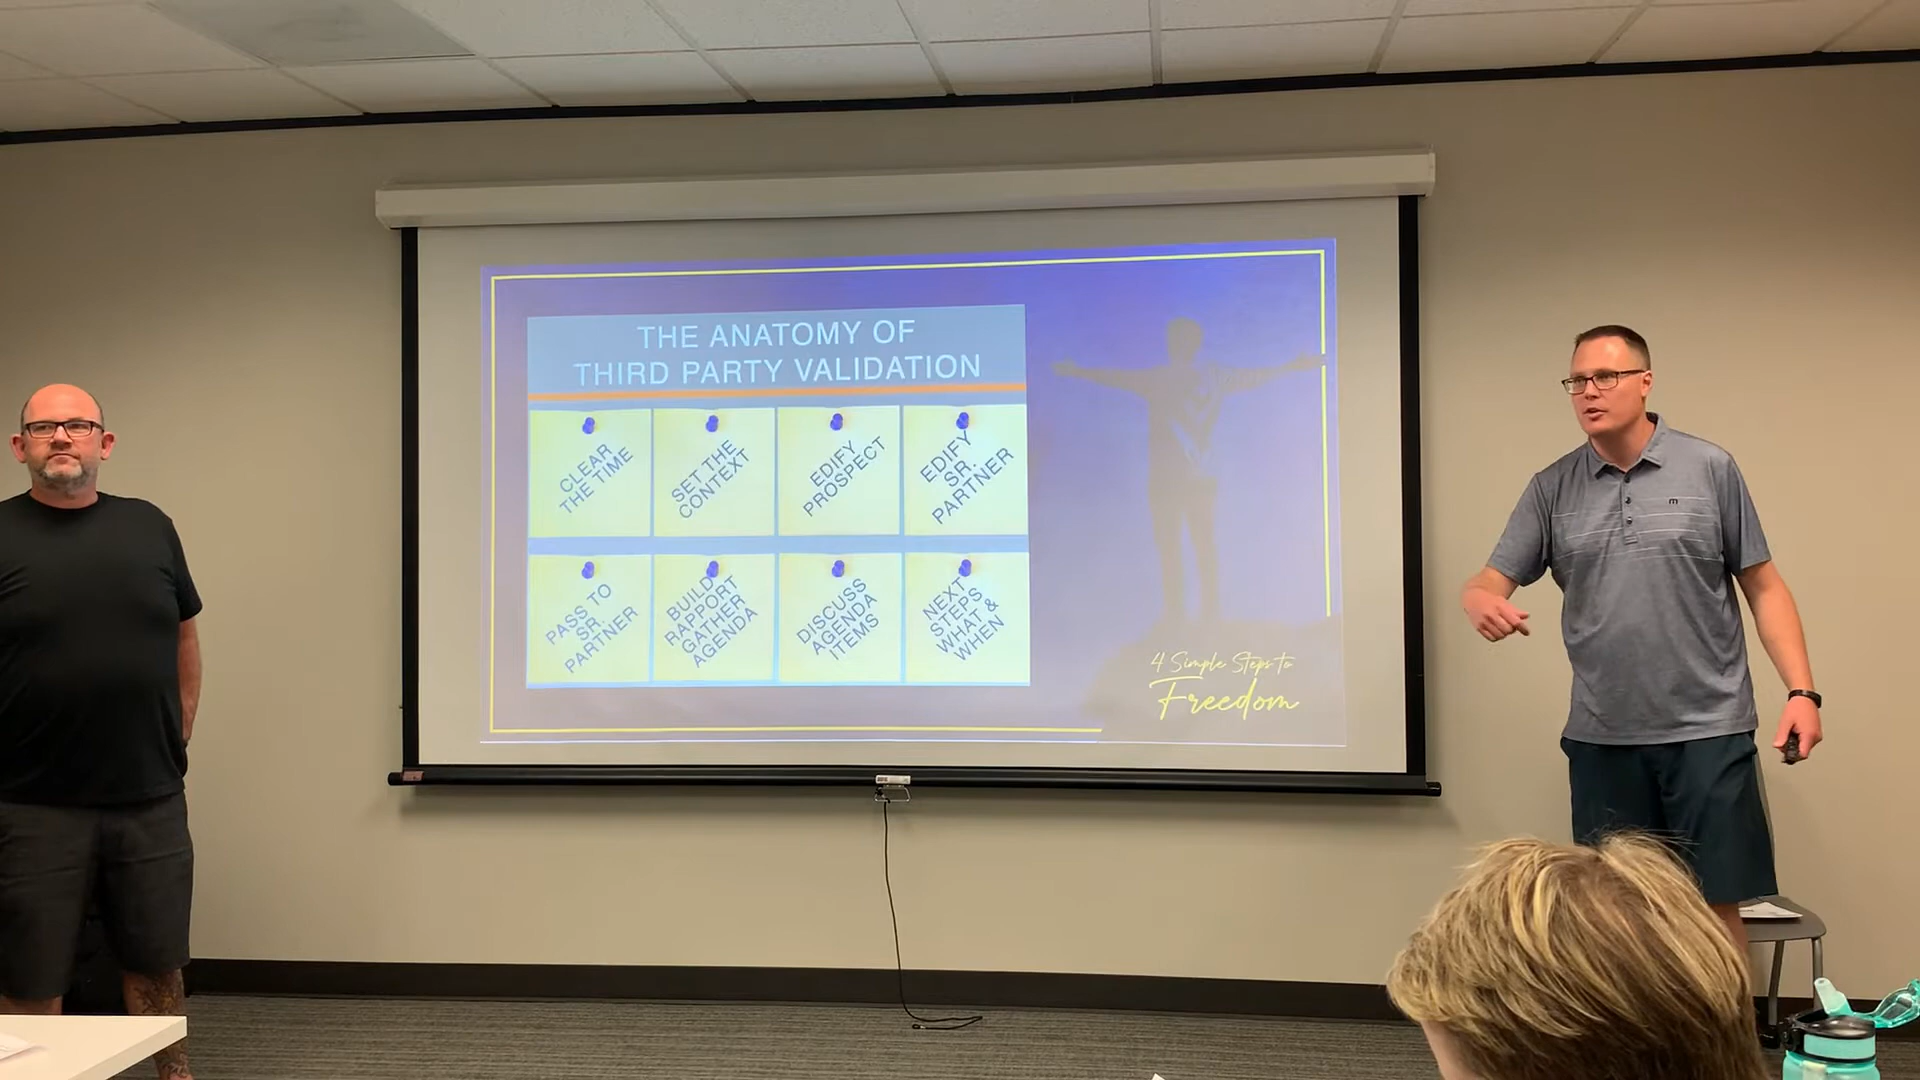 THE ANATOMY OF
THIRD PARTY VALIDATION
CLEAR
THE TIME
SET THE
CONTEXT
EDIFY
PROSPECT
EDIFY
SR.
PARTNER
PASS TO
SR.
PARTNER
BUILD
RAPPORT
GATHER
AGENDA
DISCUSS
AGENDA
ITEMS
NEXT
STEPS
WHAT &
WHEN
4 Simple Steps to
Freedom
m